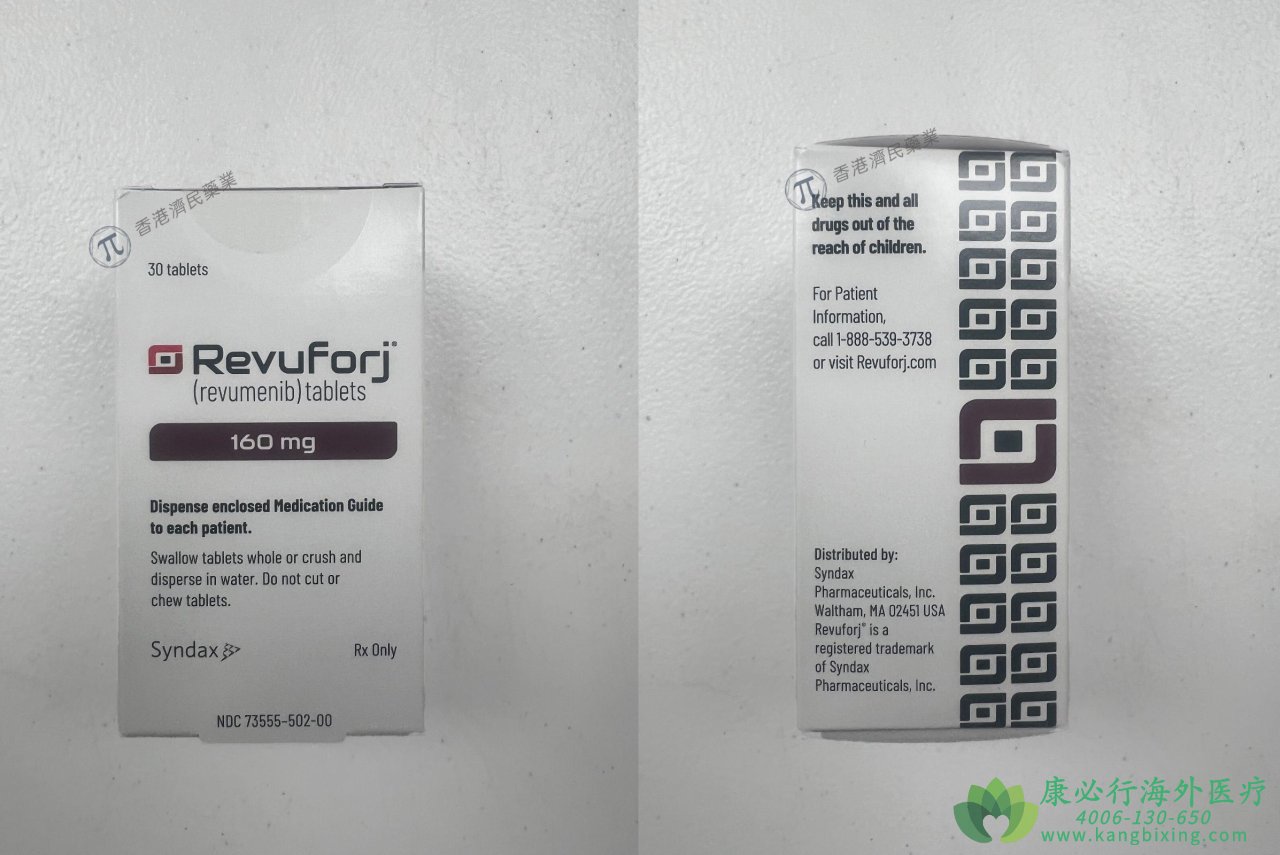 香港濟民藥業
30 tablets
Revuforj®
(revumenib) tablets
160 mg
Dispense enclosed Medication Guide
to each patient.
Swallow tablets whole or crush and
disperse in water. Do not cut or
chew tablets.
Syndax
Rx Only
NDC 73555-502-00
香港濟民藥業
Keep this and all
drugs out of the
reach of children.
For Patient
Information,
call 1-888-539-3738
or visit Revuforj.com
Distributed by:
Syndax
Pharmaceuticals, Inc.
Waltham, MA 02451 USA
Revuforj® is a
registered trademark
of Syndax
Pharmaceuticals, Inc.
康必行海外医疗
4006-130-650
www.kangbixing.com